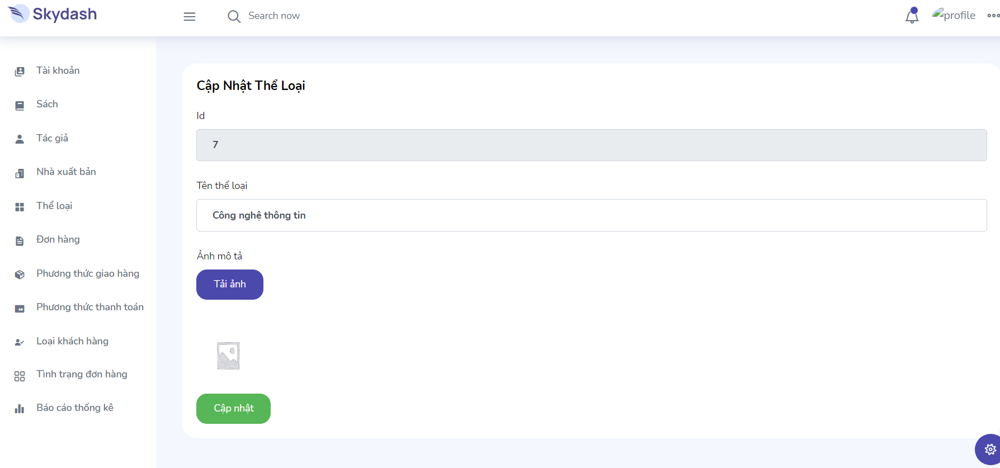 Skydash
Search now
profile
Tài khoản
Sách
Tác giả
Nhà xuất bản
Thể loại
Đơn hàng
Phương thức giao hàng
Phương thức thanh toán
Loại khách hàng
Tình trạng đơn hàng
Báo cáo thống kê
Cập Nhật Thể Loại
Id
7
Tên thể loại
Công nghệ thông tin
Ảnh mô tả
Tải ảnh
Cập nhật